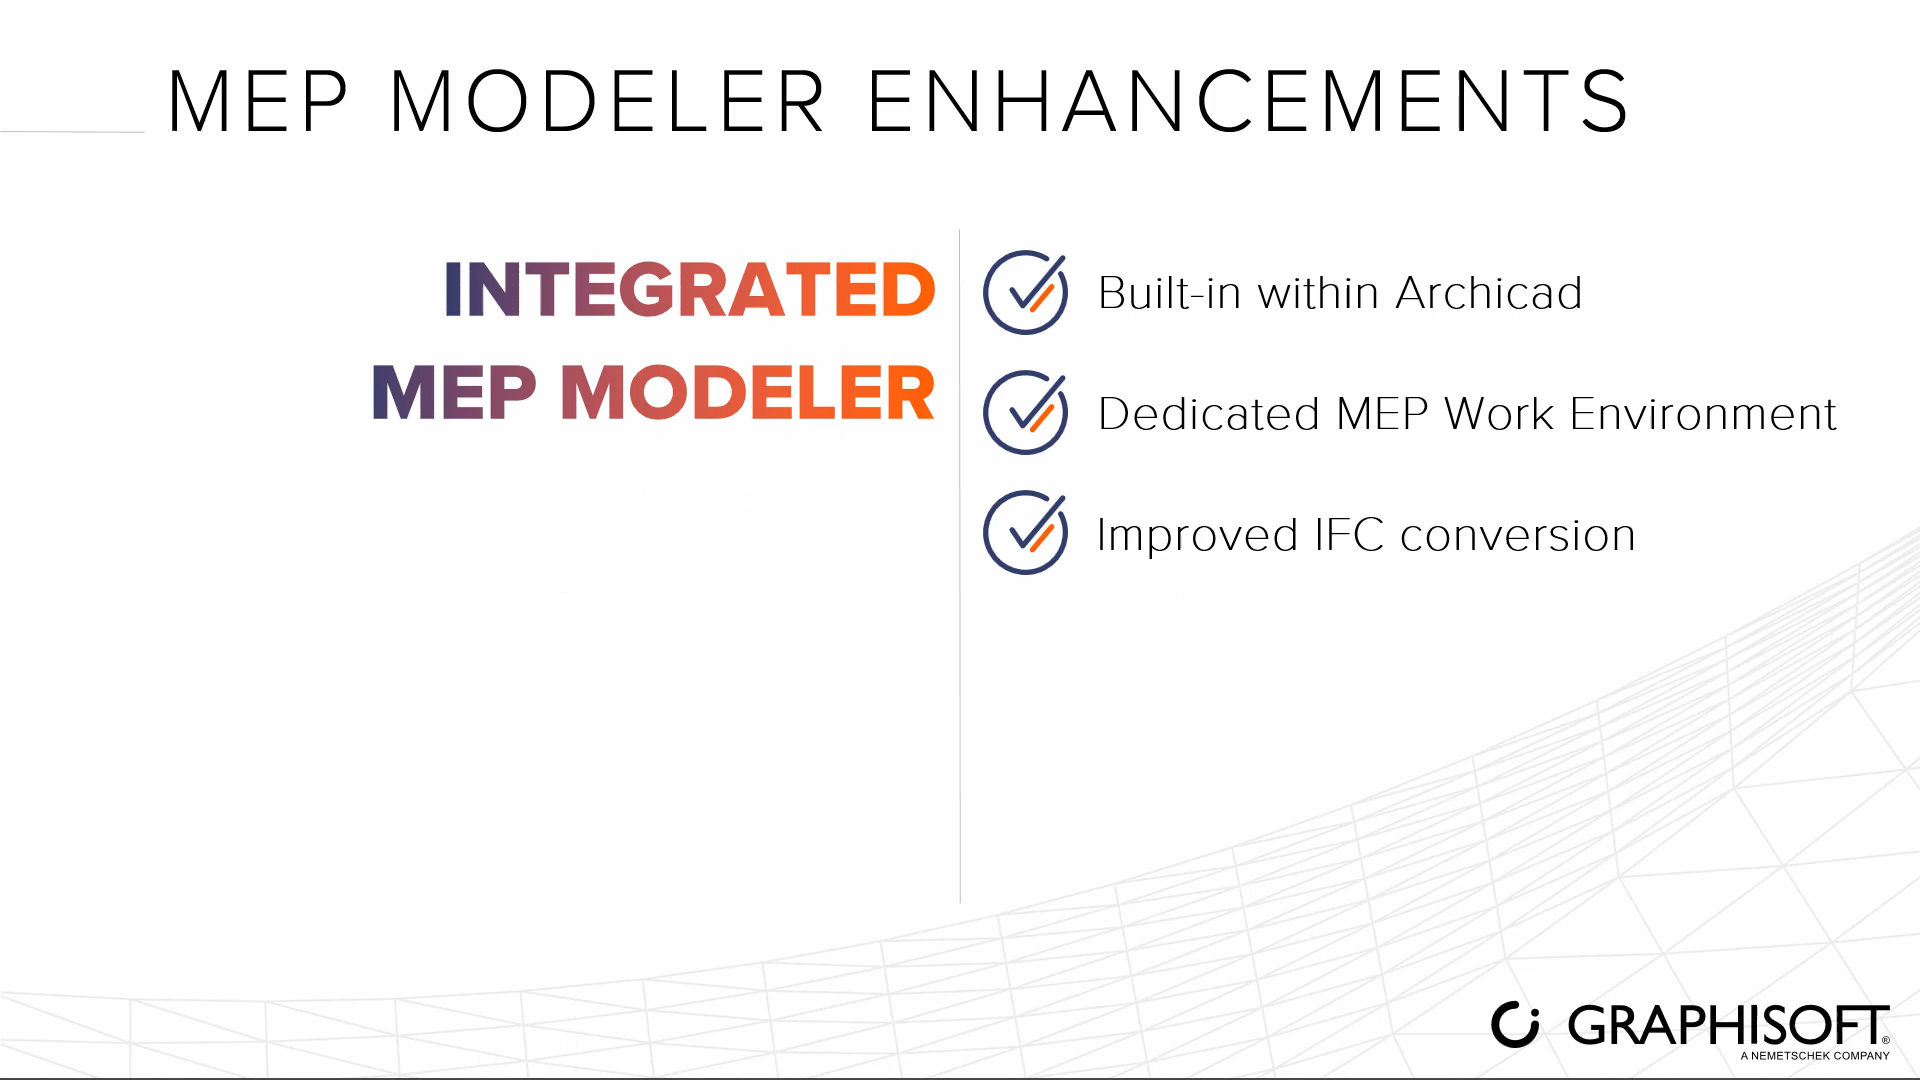 MEP MODELER ENHANCEMENTS
INTEGRATED
MEP MODELER
Built-in within Archicad
Dedicated MEP Work Environment
Improved IFC conversion
GRAPHISOFT®
A NEMETSCHEK COMPANY